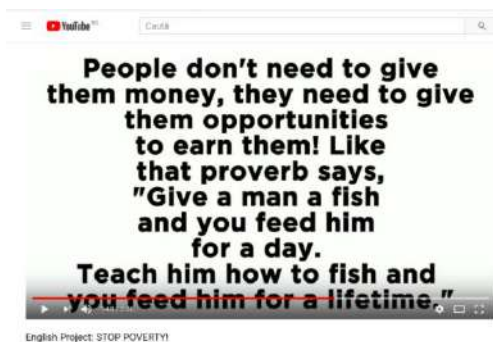 YouTube
Caută
People don't need to give
them money, they need to give
them opportunities
to earn them! Like
that proverb says,
"Give a man a fish
and you feed him
for a day.
Teach him how to fish and
you feed him for a lifetime."
English Project: STOP POVERTY!